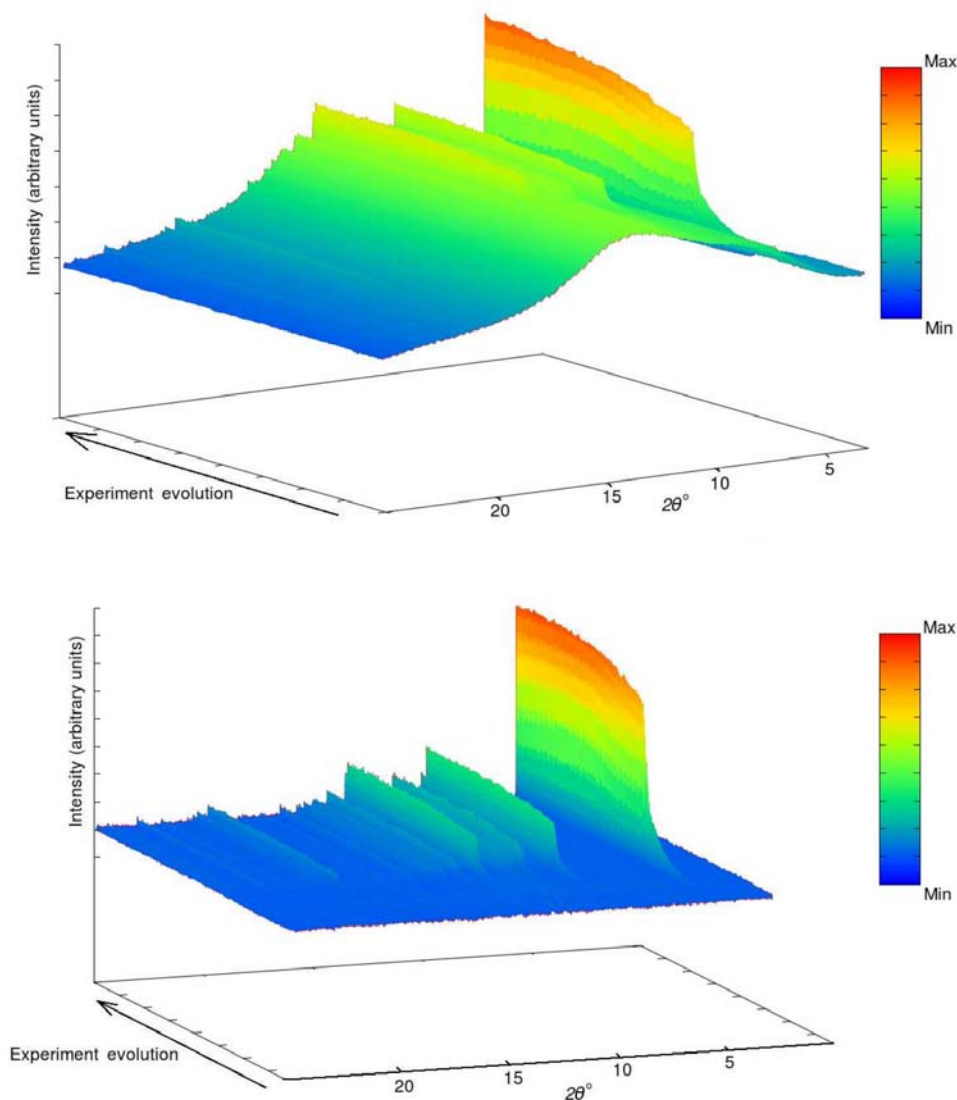 Max
Intensity (arbitrary units)
Min
Experiment evolution
20
15
10
5
2θ°
Max
Intensity (arbitrary units)
Min
Experiment evolution
20
15
10
5
2θ°